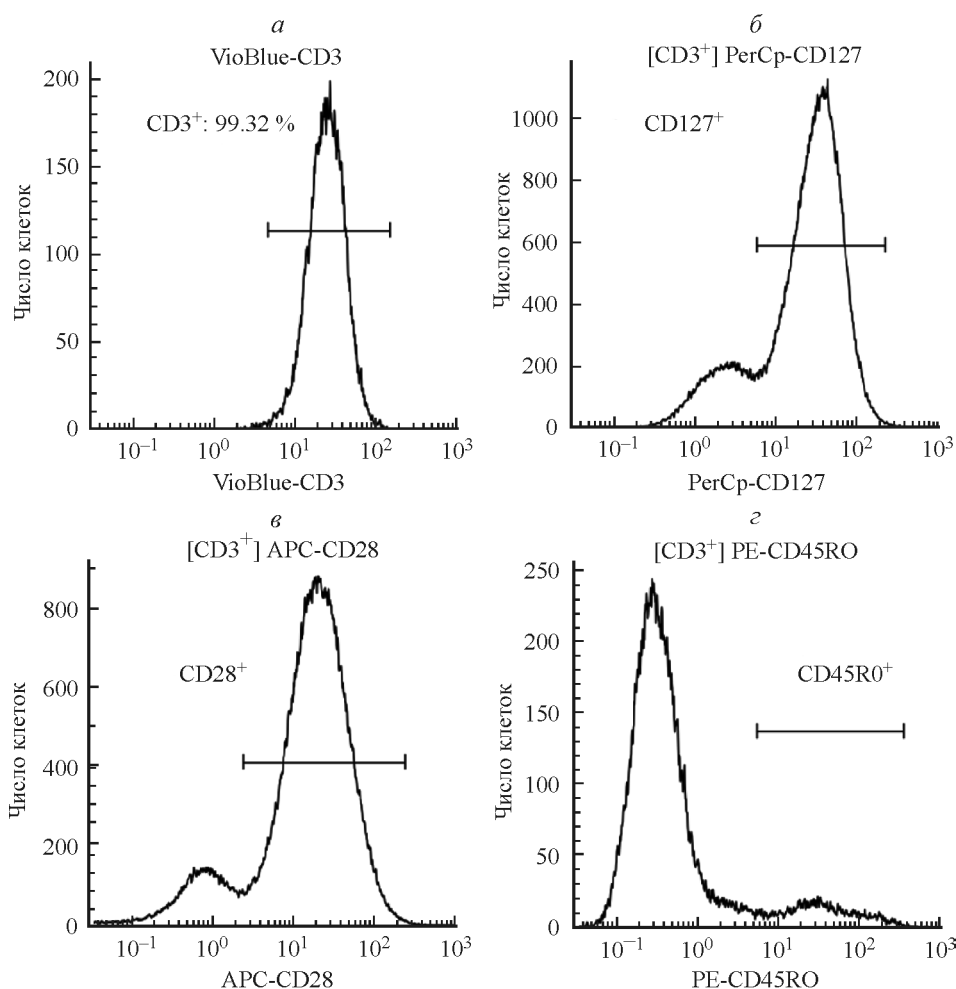 а
VioBlue-CD3
CD3⁺: 99.32 %
Число клеток
200
150
100
50
0
10⁻¹ 10⁰ 10¹ 10² 10³
VioBlue-CD3
б
[CD3⁺] PerCp-CD127
CD127⁺
Число клеток
1000
800
600
400
200
0
10⁻¹ 10⁰ 10¹ 10² 10³
PerCp-CD127
в
[CD3⁺] APC-CD28
CD28⁺
Число клеток
800
600
400
200
0
10⁻¹ 10⁰ 10¹ 10² 10³
APC-CD28
г
[CD3⁺] PE-CD45RO
CD45R0⁺
Число клеток
250
200
150
100
50
0
10⁻¹ 10⁰ 10¹ 10² 10³
PE-CD45RO